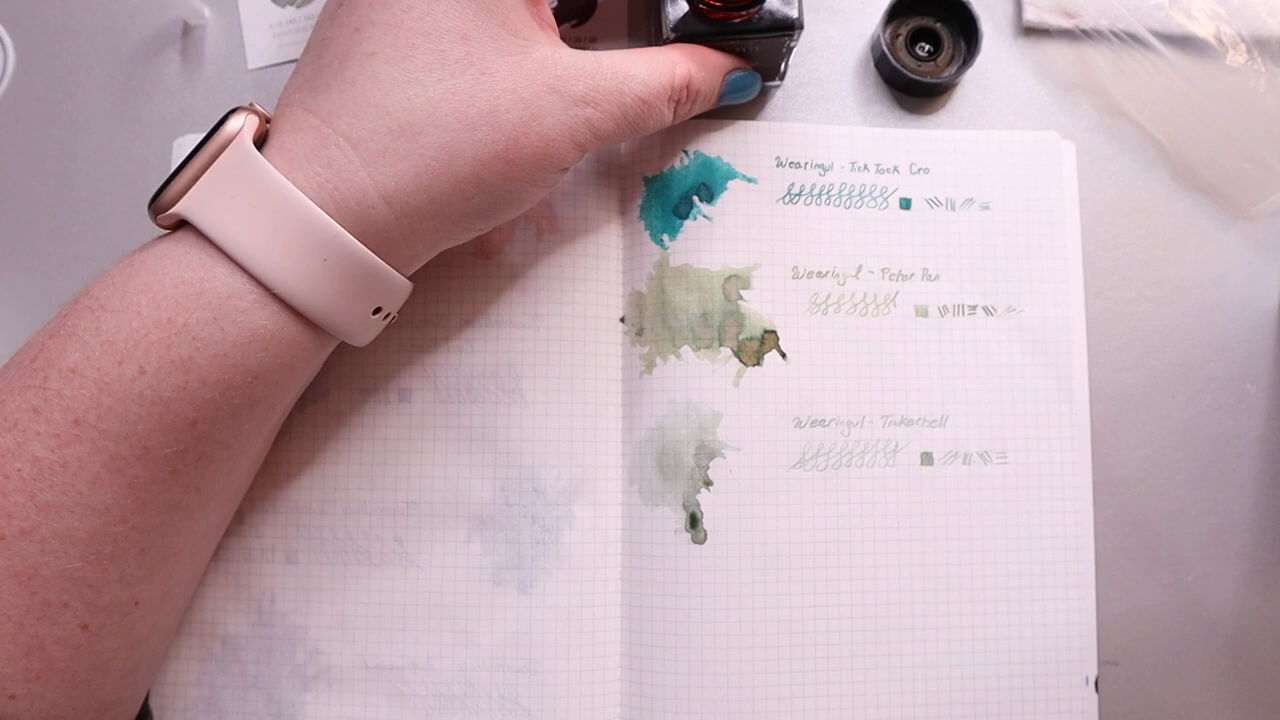 Wearingul - Tick Tock Cro
Wearingul - Peter Pan
Wearingul - Tinkerbell